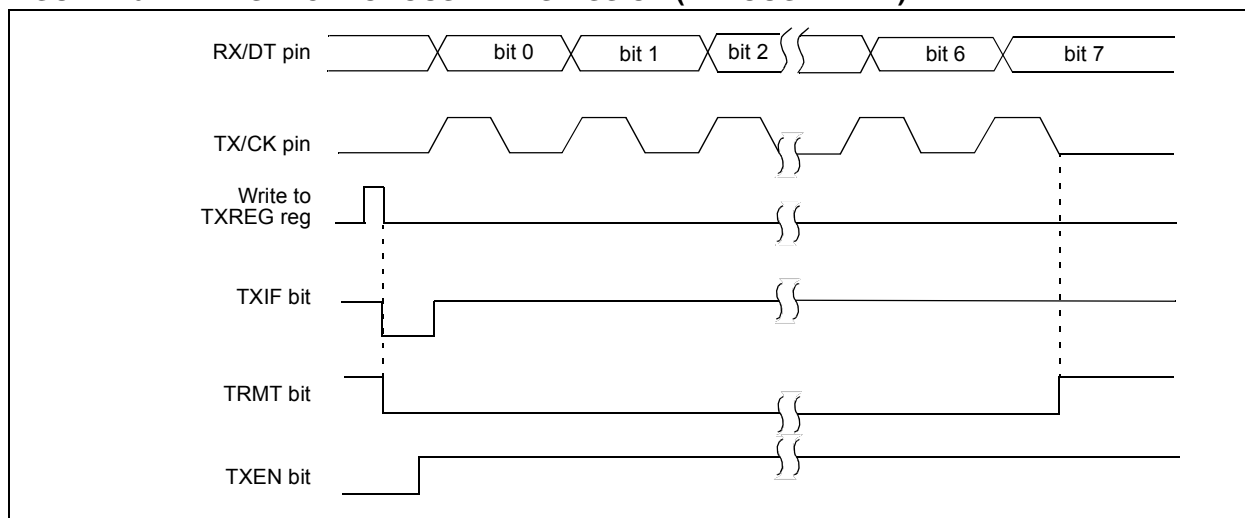 RX/DT pin
bit 0
bit 1
bit 2
bit 6
bit 7
TX/CK pin
Write to
TXREG reg
TXIF bit
TRMT bit
TXEN bit